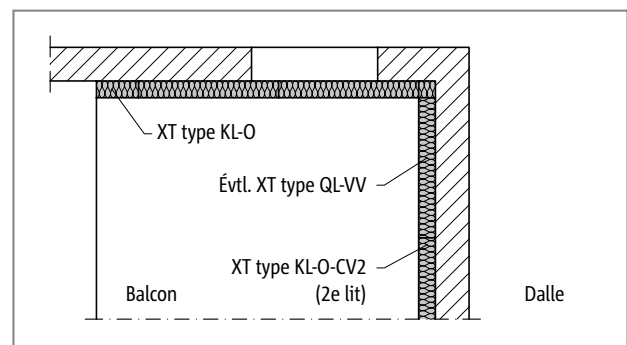 XT type KL-O
Évtl. XT type QL-VV
XT type KL-O-CV2
(2e lit)
Balcon
Dalle